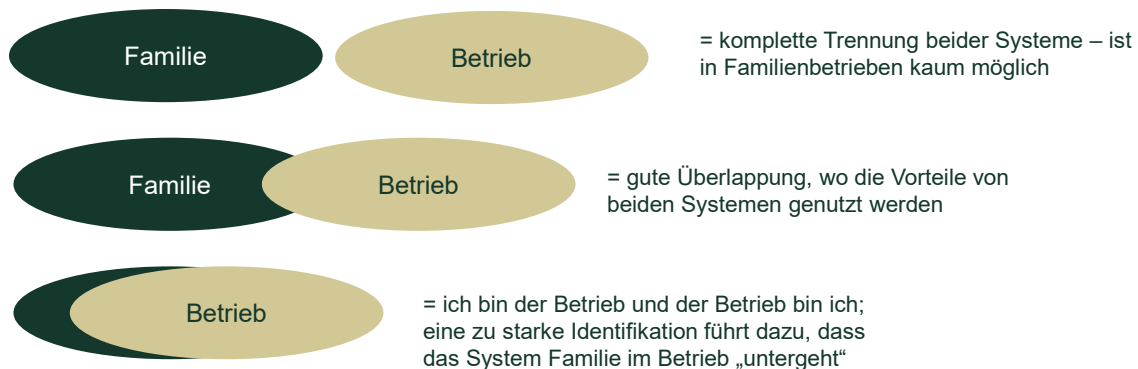 Familie
Betrieb
= komplette Trennung beider Systeme – ist
in Familienbetrieben kaum möglich
Familie
Betrieb
= gute Überlappung, wo die Vorteile von
beiden Systemen genutzt werden
Betrieb
= ich bin der Betrieb und der Betrieb bin ich;
eine zu starke Identifikation führt dazu, dass
das System Familie im Betrieb „untergeht“